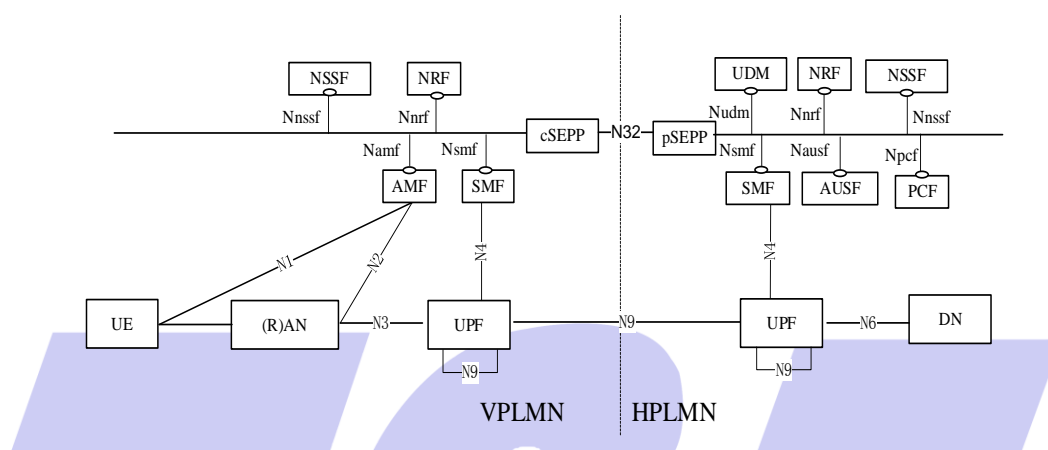 NSSF NRF UDM NRF NSSF
Nnssf Nnrf Nudm Nnrf Nnssf
cSEPP N32 pSEPP
Namf Nsmf Nsmf Nausf Npcf
AMF SMF SMF AUSF PCF
N1 N2 N4 N4
UE (R)AN N3 UPF N9 UPF N6 DN
N9 N9
VPLMN HPLMN